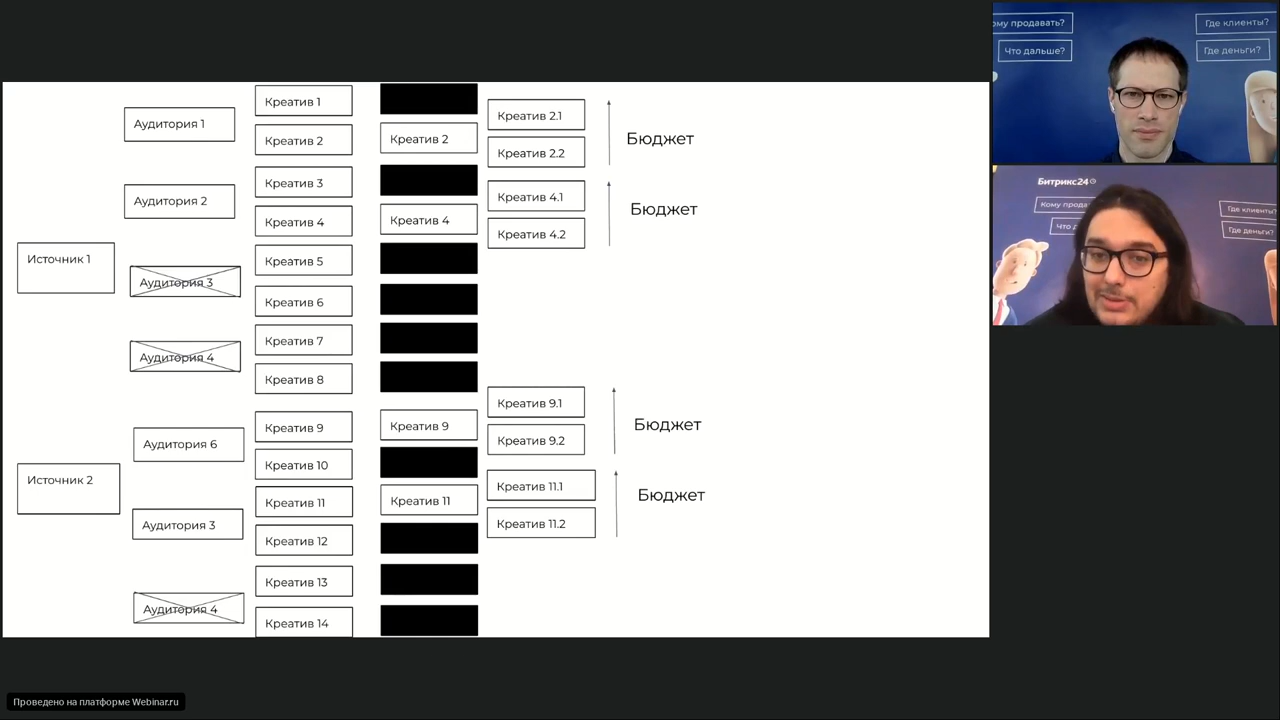 Источник 1
Источник 2
Аудитория 1
Аудитория 2
Аудитория 3
Аудитория 4
Аудитория 6
Аудитория 3
Аудитория 4
Креатив 1
Креатив 2
Креатив 3
Креатив 4
Креатив 5
Креатив 6
Креатив 7
Креатив 8
Креатив 9
Креатив 10
Креатив 11
Креатив 12
Креатив 13
Креатив 14
Креатив 2
Креатив 4
Креатив 9
Креатив 11
Креатив 2.1
Креатив 2.2
Креатив 4.1
Креатив 4.2
Креатив 9.1
Креатив 9.2
Креатив 11.1
Креатив 11.2
Бюджет
Бюджет
Бюджет
Бюджет
ому продавать?
Где клиенты?
Что дальше?
Где деньги?
Битрикс24
Кому прода
Где клиенты?
Что д
Где деньги?
Проведено на платформе Webinar.ru